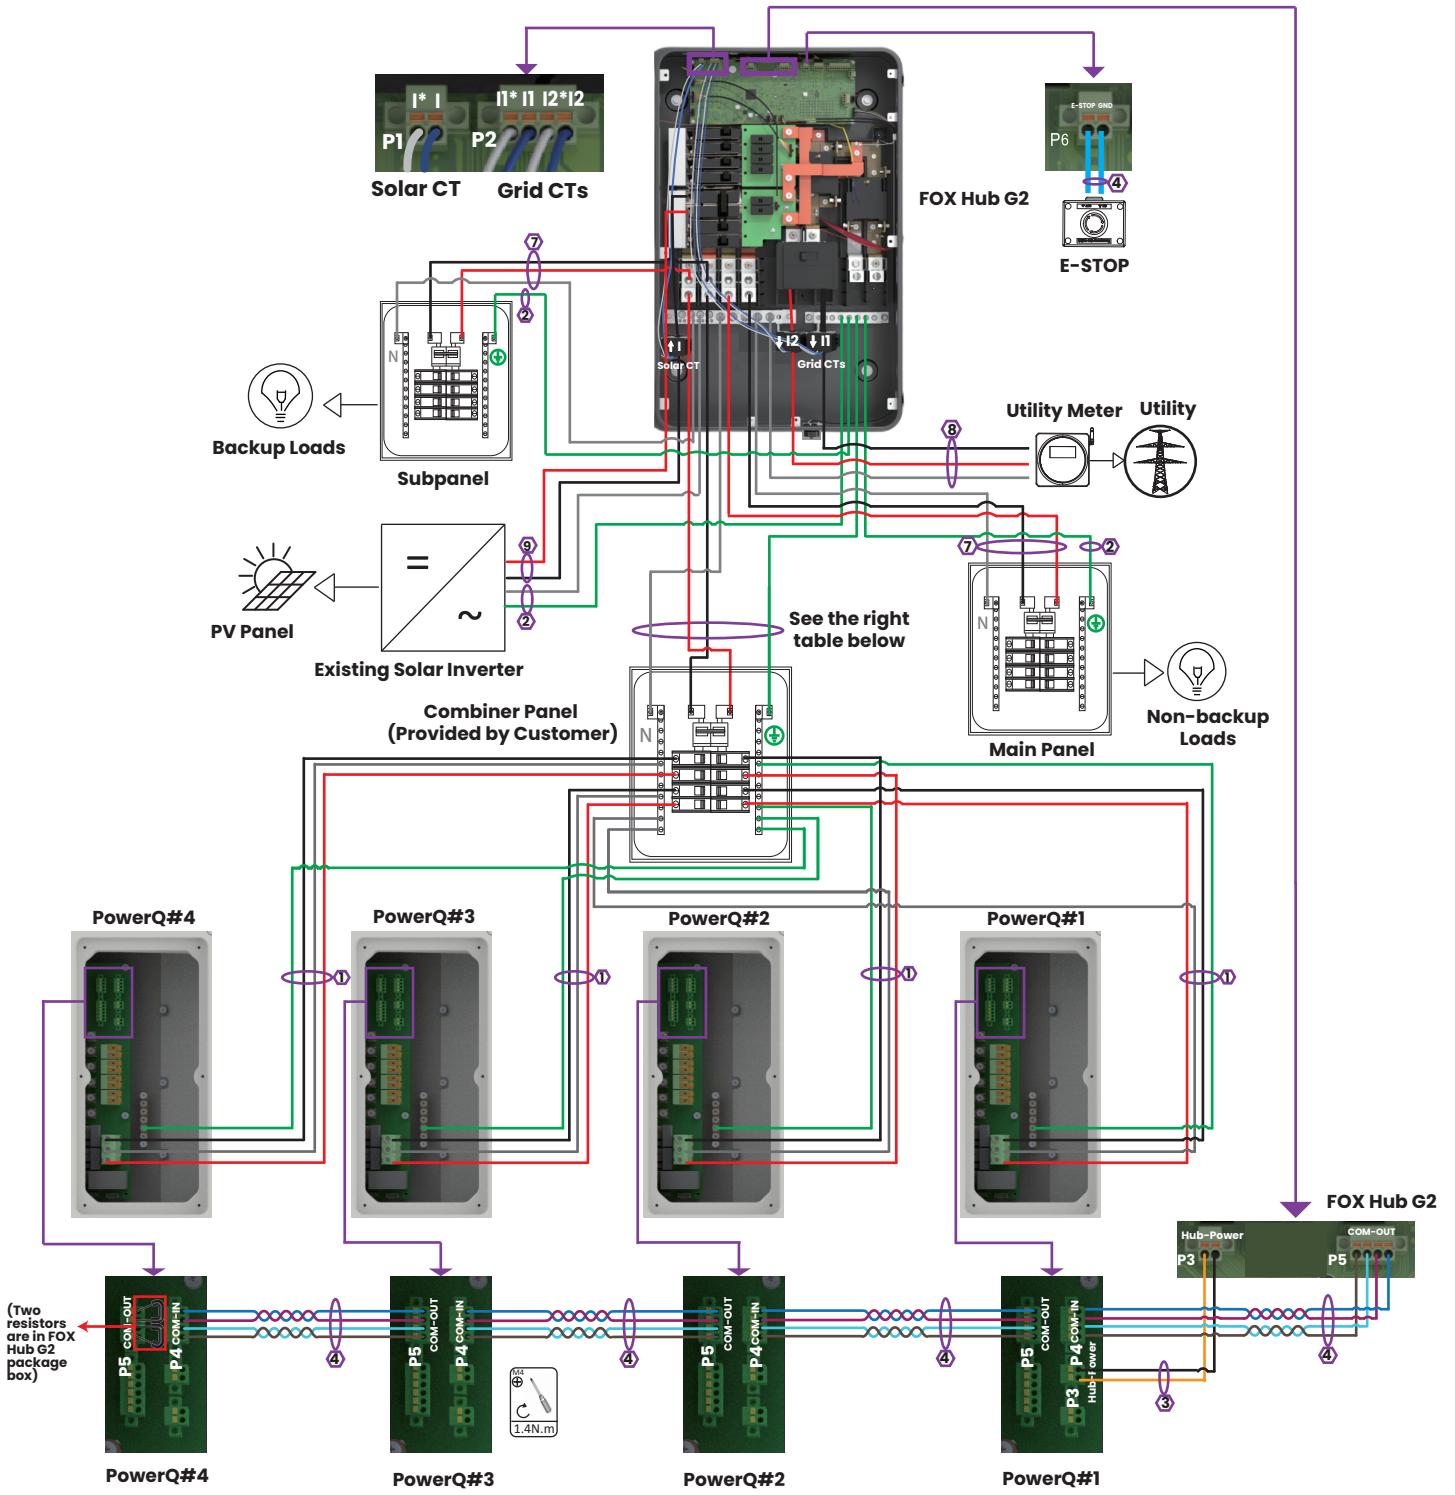 I* I
I1* I1 I2* I2
P1
P2
Solar CT
Grid CTs
E-STOP GND
P6
4
FOX Hub G2
E-STOP
7
2
N
I
Solar CT
I2
I1
Grid CTs
Backup Loads
Subpanel
Utility Meter
Utility
8
=
~
9
2
PV Panel
Existing Solar Inverter
7
2
See the right
table below
N
Non-backup
Loads
Main Panel
Combiner Panel
(Provided by Customer)
N
PowerQ#4
PowerQ#3
PowerQ#2
PowerQ#1
1
1
1
1
FOX Hub G2
Hub-Power
COM-OUT
P3
P5
(Two
resistors
are in FOX
Hub G2
package
box)
COM-OUT
COM-IN
P5
P4
4
COM-OUT
COM-IN
P5
P4
4
COM-OUT
COM-IN
P5
P4
4
COM-OUT
COM-IN
P5
P4
P3
Hub-Power
4
3
M4
1.4N.m
PowerQ#4
PowerQ#3
PowerQ#2
PowerQ#1